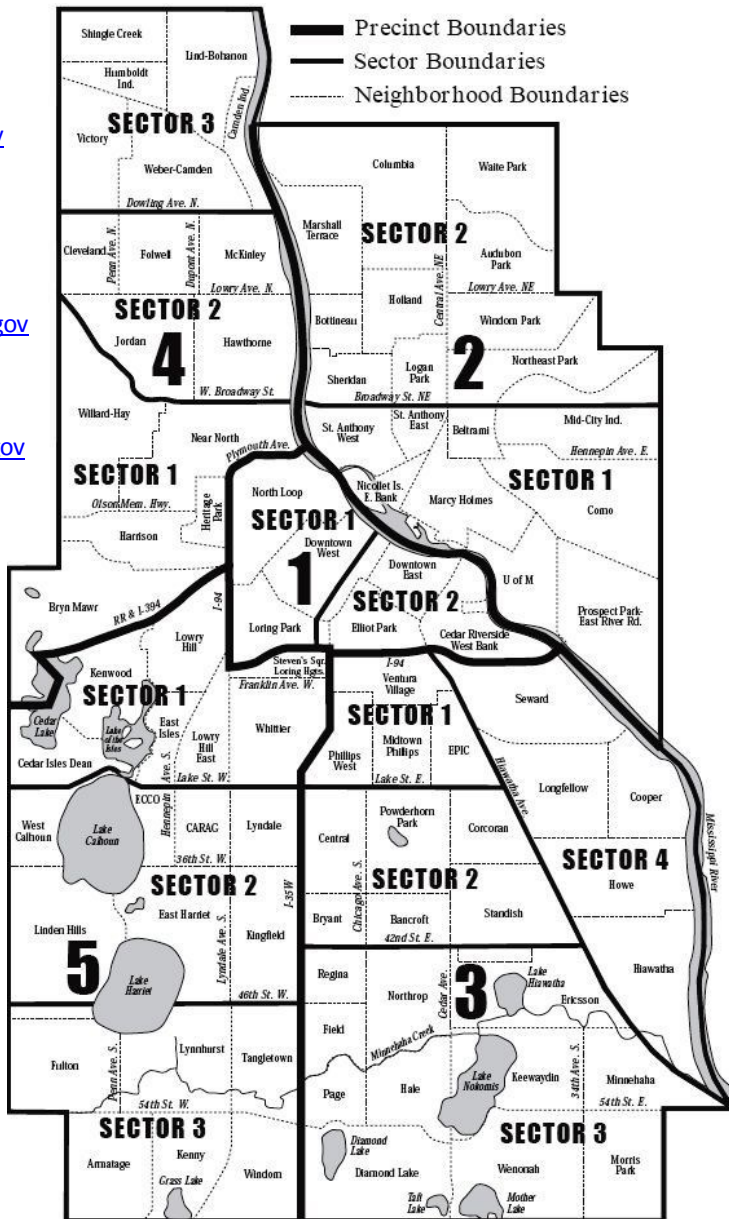 Precinct Boundaries
Sector Boundaries
Neighborhood Boundaries
y
gov
ov
Shingle Creek
Lind-Bohanon
Humboldt
Ind.
Camden Ind.
SECTOR 3
Victory
Weber-Camden
Dowling Ave. N.
Columbia
Waite Park
Marshall
Terrace
SECTOR 2
Audubon
Park
Cleveland
Penn Ave. N.
Folwell
Dupont Ave. N.
McKinley
Lowry Ave. N.
Central Ave. NE
Lowry Ave. NE
Holland
SECTOR 2
Jordan
4
Hawthorne
Bottineau
Windom Park
2
Northeast Park
Sheridan
Logan
Park
W. Broadway St.
Broadway St. NE
Willard-Hay
Near North
Plymouth Ave.
St. Anthony
West
St. Anthony
East
Beltrami
Mid-City Ind.
Hennepin Ave. E.
SECTOR 1
Olson Mem. Hwy.
Heritage
Park
Harrison
North Loop
Nicollet Is.
E. Bank
Marcy Holmes
SECTOR 1
Como
SECTOR 1
Downtown
West
1
Downtown
East
U of M
SECTOR 2
Loring Park
Elliot Park
Cedar Riverside
West Bank
Prospect Park-
East River Rd.
Bryn Mawr
RR & I-394
I-94
Lowry
Hill
Steven's Sqr.
Loring Hgts.
I-94
Franklin Ave. W.
Ventura
Village
Kenwood
SECTOR 1
Cedar
Lake
Lake
of the
Isles
East
Isles
Lowry
Hill
East
Whittier
SECTOR 1
Phillips
West
Midtown
Phillips
EPIC
Seward
Cedar Isles Dean
Hennepin Ave. S.
Lake St. W.
Lake St. E.
Hiawatha Ave.
Longfellow
Cooper
Mississippi River
West
Calhoun
ECCO
Lake
Calhoun
CARAG
Lyndale
36th St. W.
Central
Powderhorn
Park
Corcoran
SECTOR 4
Howe
SECTOR 2
I-35W
Chicago Ave. S.
SECTOR 2
Linden Hills
East Harriet
Lyndale Ave. S.
Kingfield
Bryant
Bancroft
Standish
42nd St. E.
5
Lake
Harriet
46th St. W.
Regina
Northrop
Cedar Ave.
3
Lake
Hiawatha
Ericsson
Hiawatha
Field
Minnehaha Creek
Fulton
Penn Ave. S.
Lynnhurst
Tangletown
54th St. W.
Page
Hale
Lake
Nokomis
Keewaydin
34th Ave. S.
Minnehaha
54th St. E.
SECTOR 3
Armatage
Kenny
Grass Lake
Windom
Diamond
Lake
Diamond Lake
SECTOR 3
Wenonah
Morris
Park
Taft
Lake
Mother
Lake